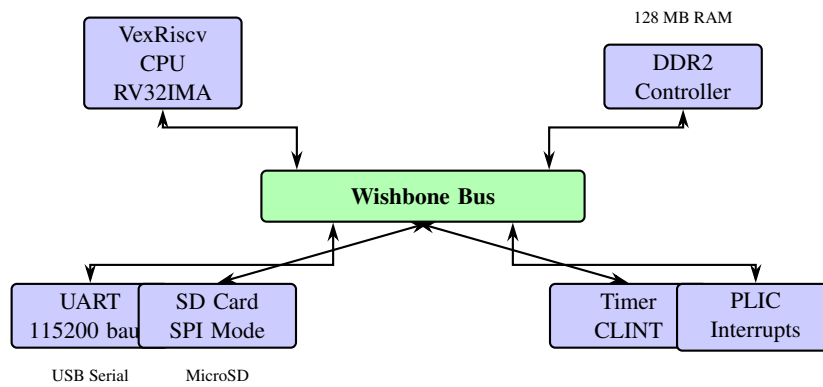 128 MB RAM
VexRiscv
CPU
RV32IMA
DDR2
Controller
Wishbone Bus
UART
115200 bau
SD Card
SPI Mode
Timer
CLINT
PLIC
Interrupts
USB Serial
MicroSD